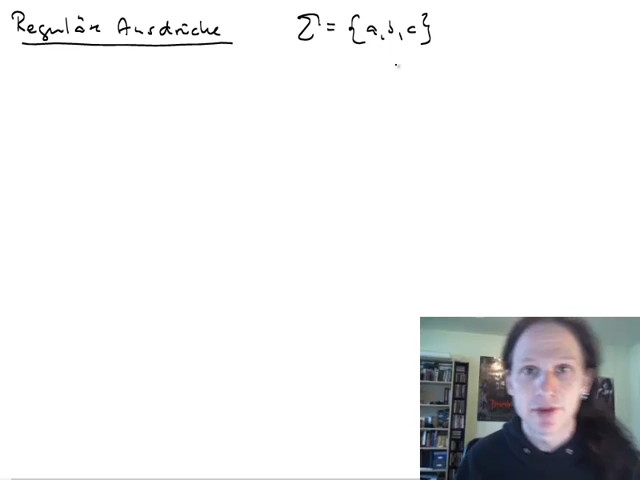 Reguläre Ausdrücke Σ = {a, b, c}